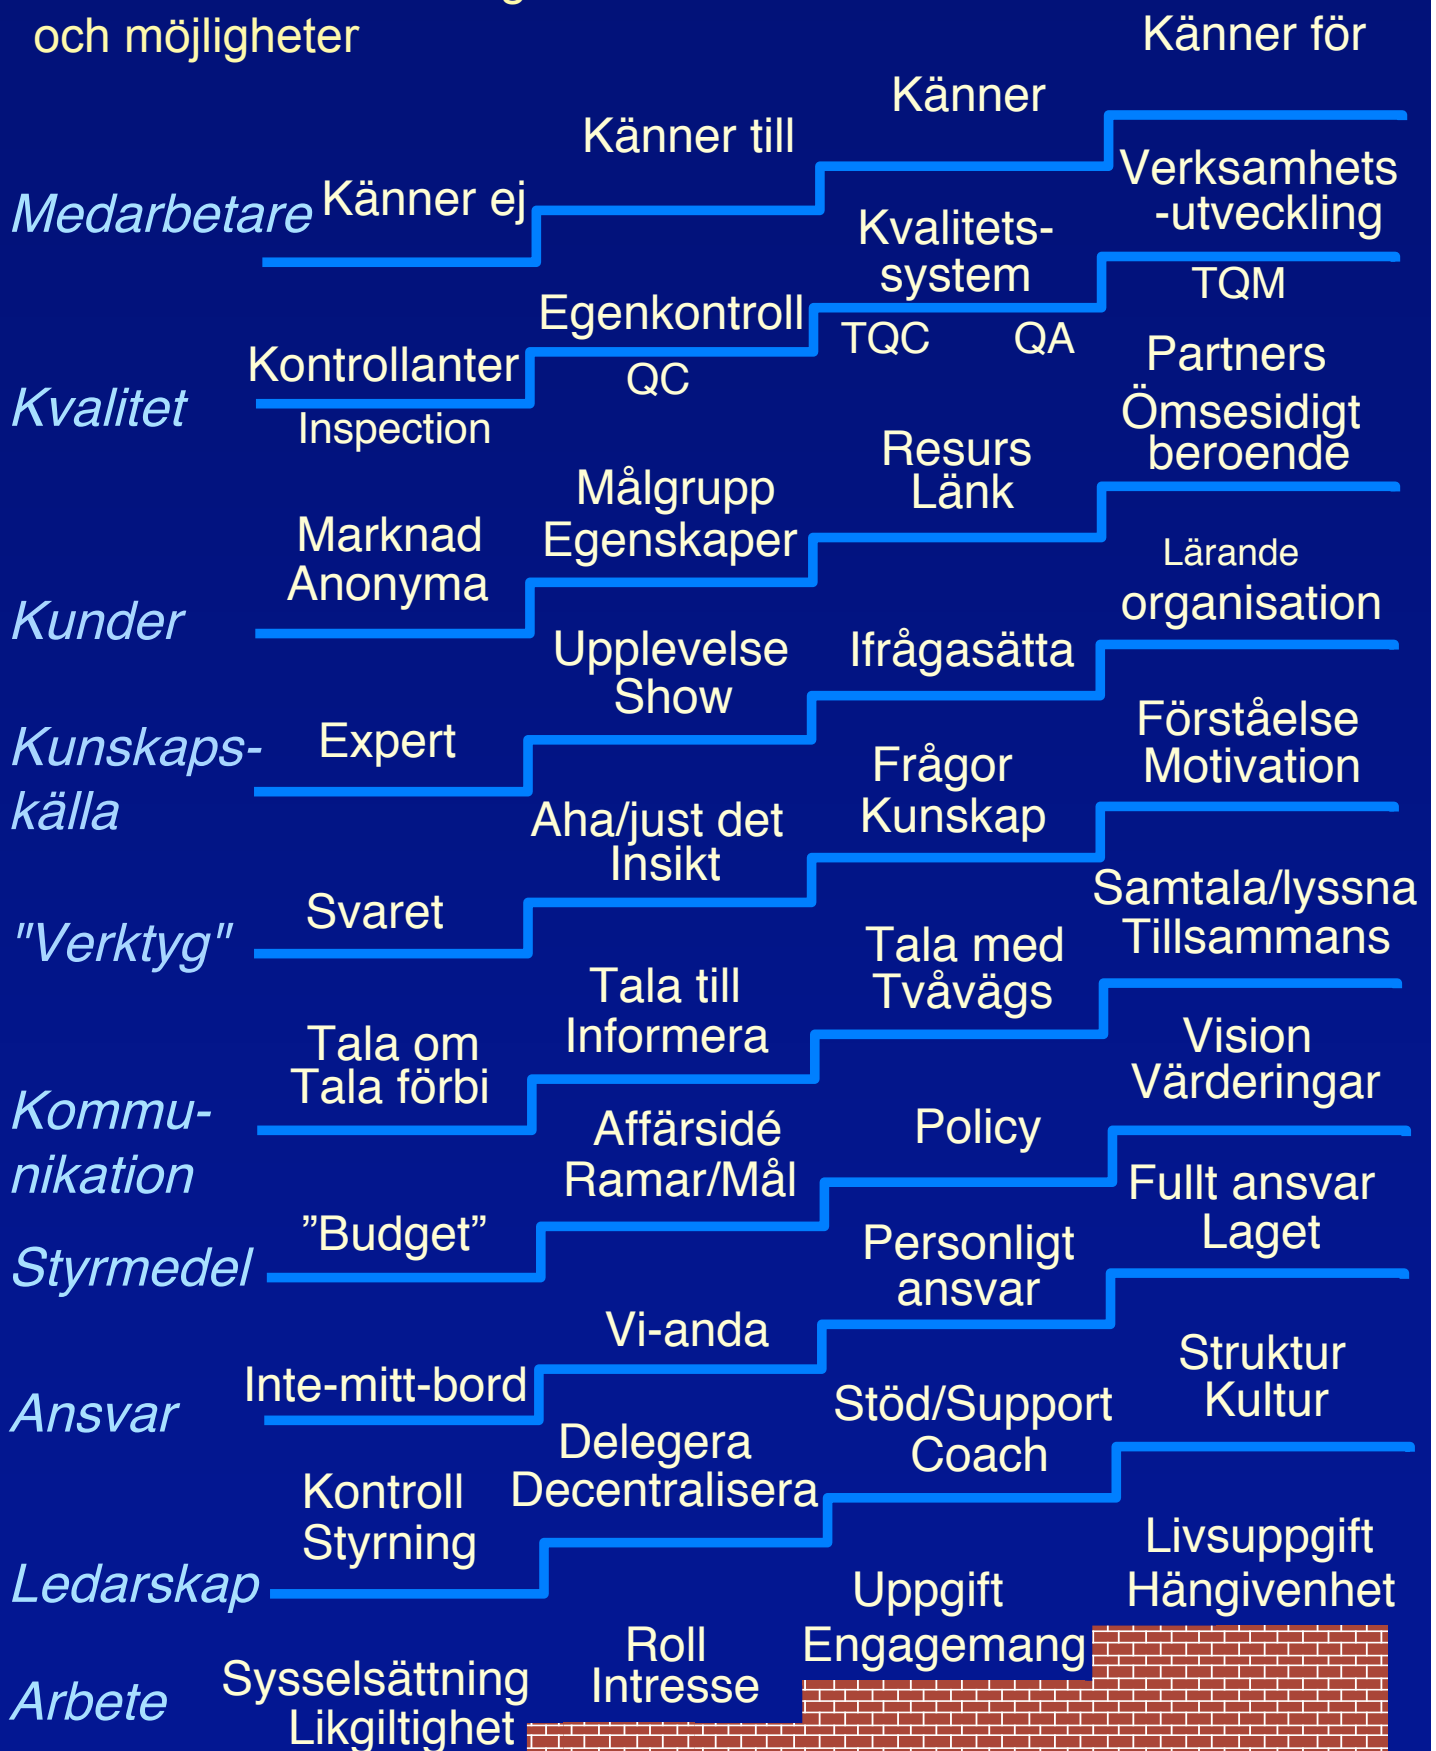 och möjligheter
Medarbetare
Känner ej
Känner till
Känner
Känner för
Kvalitet
Kontrollanter
Inspection
Egenkontroll
QC
Kvalitets-
system
TQC QA
Verksamhets
-utveckling
TQM
Kunder
Marknad
Anonyma
Målgrupp
Egenskaper
Resurs
Länk
Partners
Ömsesidigt
beroende
Kunskaps-
källa
Expert
Upplevelse
Show
Ifrågasätta
Lärande
organisation
"Verktyg"
Svaret
Aha/just det
Insikt
Frågor
Kunskap
Förståelse
Motivation
Kommu-
nikation
Tala om
Tala förbi
Tala till
Informera
Tala med
Tvåvägs
Samtala/lyssna
Tillsammans
Styrmedel
”Budget”
Affärsidé
Ramar/Mål
Policy
Vision
Värderingar
Ansvar
Inte-mitt-bord
Vi-anda
Personligt
ansvar
Fullt ansvar
Laget
Ledarskap
Kontroll
Styrning
Delegera
Decentralisera
Stöd/Support
Coach
Struktur
Kultur
Arbete
Sysselsättning
Likgiltighet
Roll
Intresse
Uppgift
Engagemang
Livsuppgift
Hängivenhet